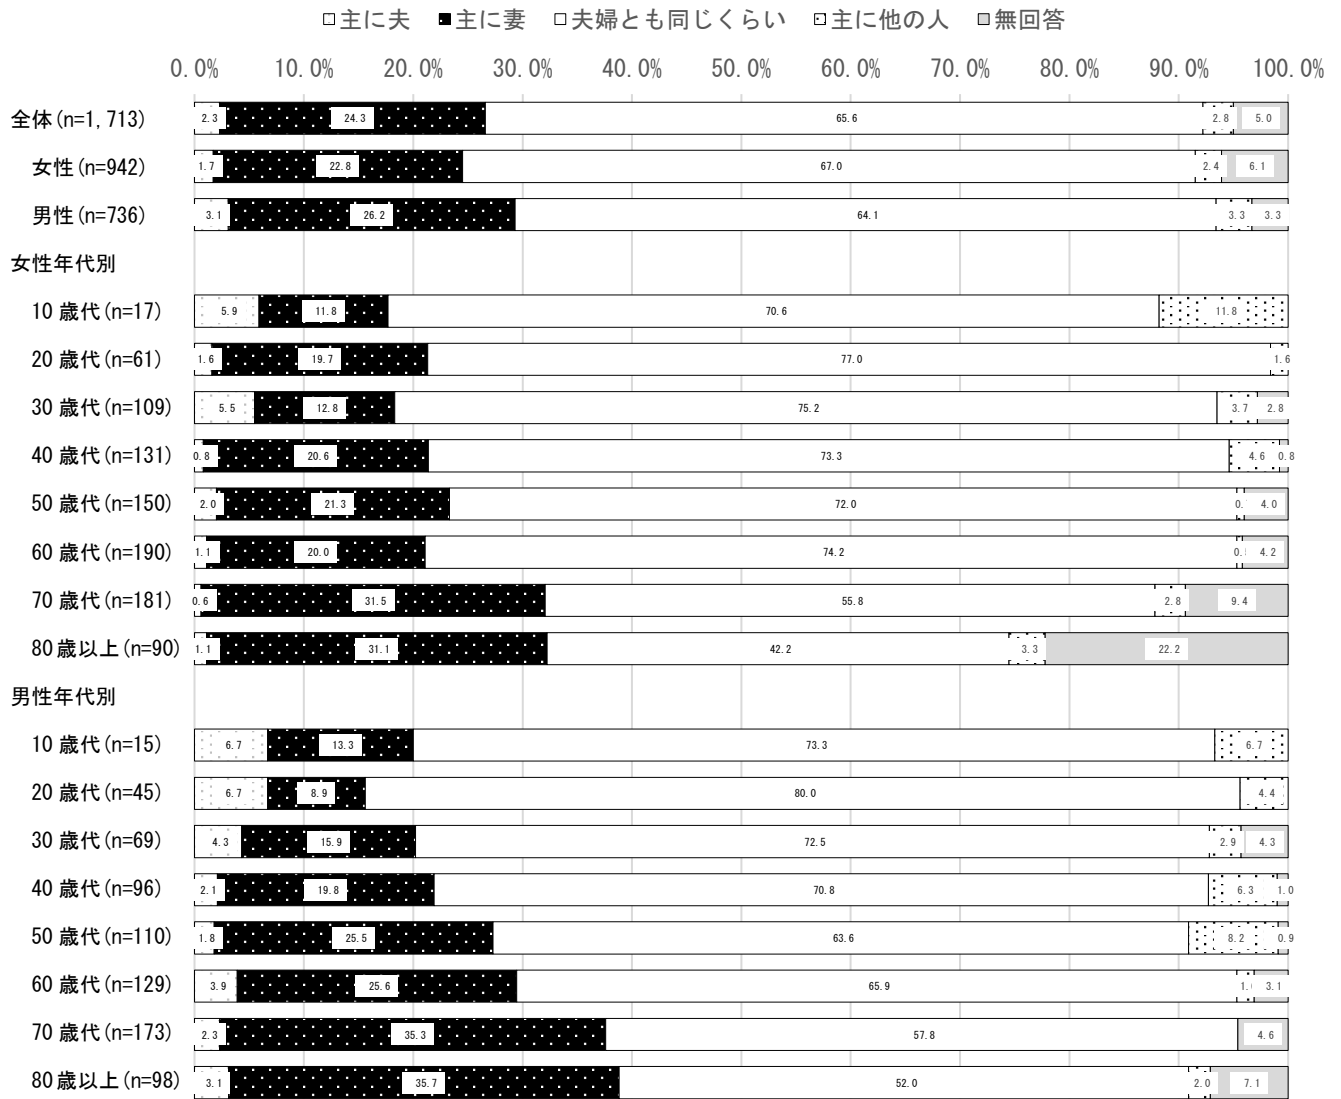 □主に夫 ■主に妻 □夫婦とも同じくらい □主に他の人 ■無回答
0.0% 10.0% 20.0% 30.0% 40.0% 50.0% 60.0% 70.0% 80.0% 90.0% 100.0%
全体(n=1,713) 2.3 24.3 65.6 2.8 5.0
女性(n=942) 1.7 22.8 67.0 2.4 6.1
男性(n=736) 3.1 26.2 64.1 3.3 3.3
女性年代別
10歳代(n=17) 5.9 11.8 70.6 11.8
20歳代(n=61) 1.6 19.7 77.0 1.6
30歳代(n=109) 5.5 12.8 75.2 3.7 2.8
40歳代(n=131) 0.8 20.6 73.3 4.6 0.8
50歳代(n=150) 2.0 21.3 72.0 4.0
60歳代(n=190) 1.1 20.0 74.2 4.2
70歳代(n=181) 0.6 31.5 55.8 2.8 9.4
80歳以上(n=90) 1.1 31.1 42.2 3.3 22.2
男性年代別
10歳代(n=15) 6.7 13.3 73.3 6.7
20歳代(n=45) 6.7 8.9 80.0 4.4
30歳代(n=69) 4.3 15.9 72.5 2.9 4.3
40歳代(n=96) 2.1 19.8 70.8 6.3 1.0
50歳代(n=110) 1.8 25.5 63.6 8.2 0.9
60歳代(n=129) 3.9 25.6 65.9 3.1
70歳代(n=173) 2.3 35.3 57.8 4.6
80歳以上(n=98) 3.1 35.7 52.0 2.0 7.1